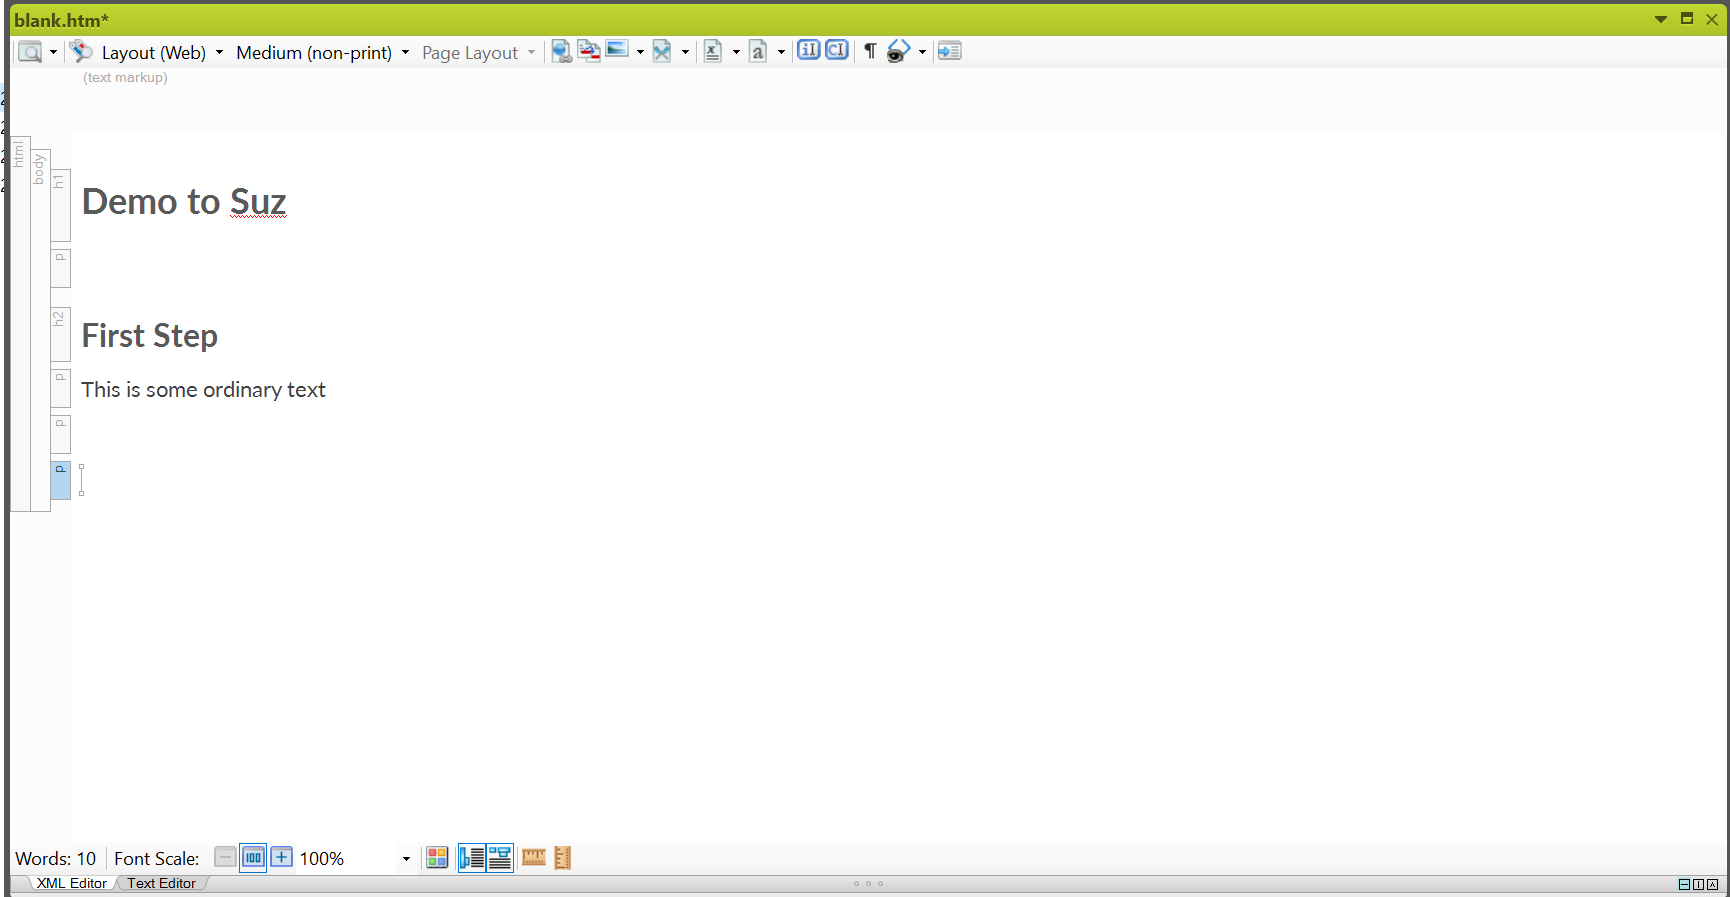 blank.htm*
Layout (Web) Medium (non-print) Page Layout
(text markup)
html
body
h1
Demo to Suz
p
h2
First Step
p
This is some ordinary text
p
p
Words: 10 Font Scale: 100 100%
XML Editor Text Editor